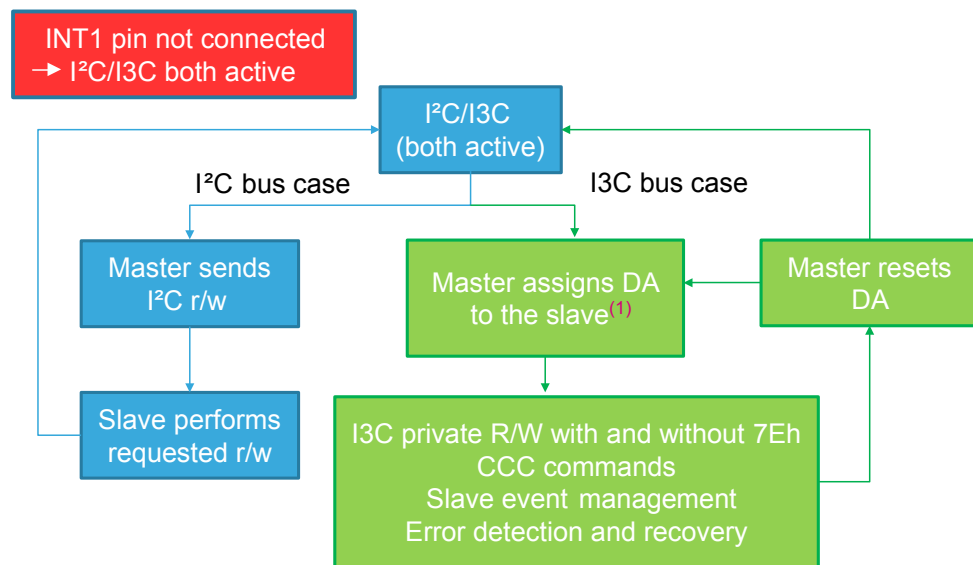 INT1 pin not connected
→ I²C/I3C both active
I²C/I3C
(both active)
I²C bus case
I3C bus case
Master sends
I²C r/w
Master assigns DA
to the slave(1)
Master resets
DA
Slave performs
requested r/w
I3C private R/W with and without 7Eh
CCC commands
Slave event management
Error detection and recovery